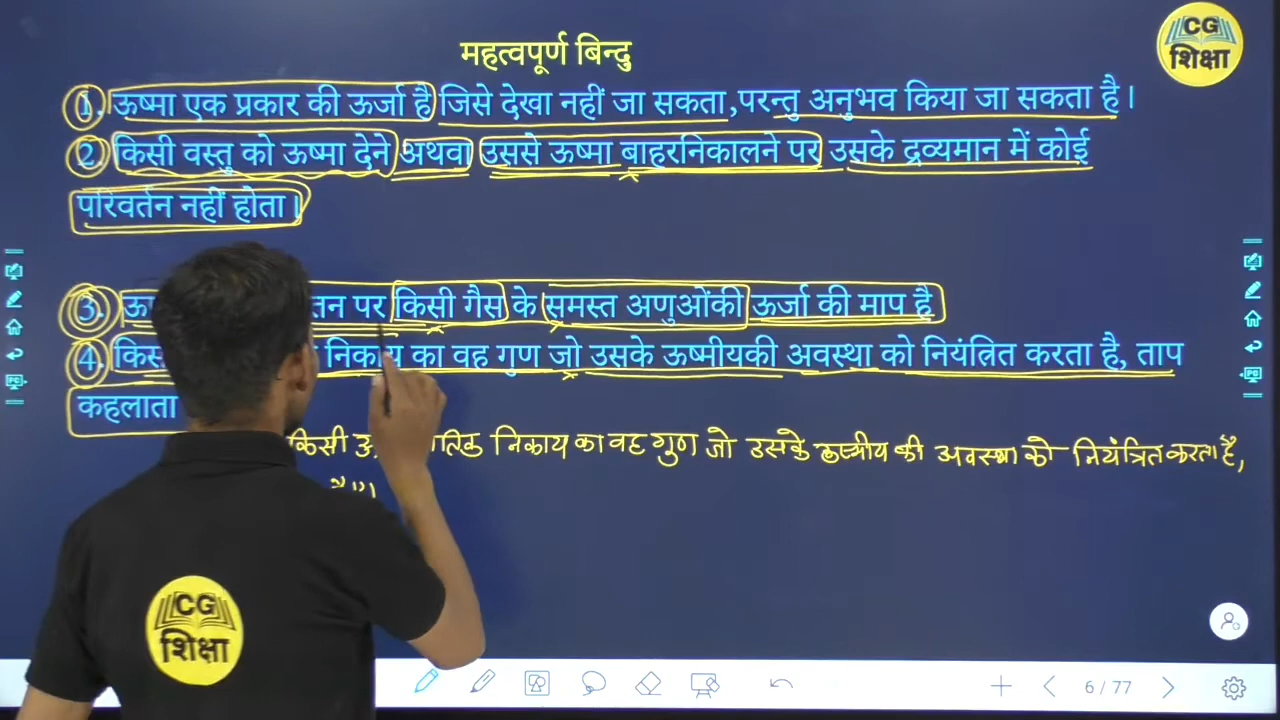 महत्वपूर्ण बिन्दु
CG
शिक्षा
1. ऊष्मा एक प्रकार की ऊर्जा है जिसे देखा नहीं जा सकता,परन्तु अनुभव किया जा सकता है।
2. किसी वस्तु को ऊष्मा देने अथवा उससे ऊष्मा बाहरनिकालने पर उसके द्रव्यमान में कोई
परिवर्तन नहीं होता।
3. पर किसी गैस के समस्त अणुओंकी ऊर्जा की माप है
4. निकाय का वह गुण जो उसके ऊष्मीयकी अवस्था को नियंत्रित करता है, ताप
कहलाता
किसी निकाय का वह गुण जो उसके ऊष्मीय की अवस्था को नियंत्रित करता है,
CG
शिक्षा
6 / 77